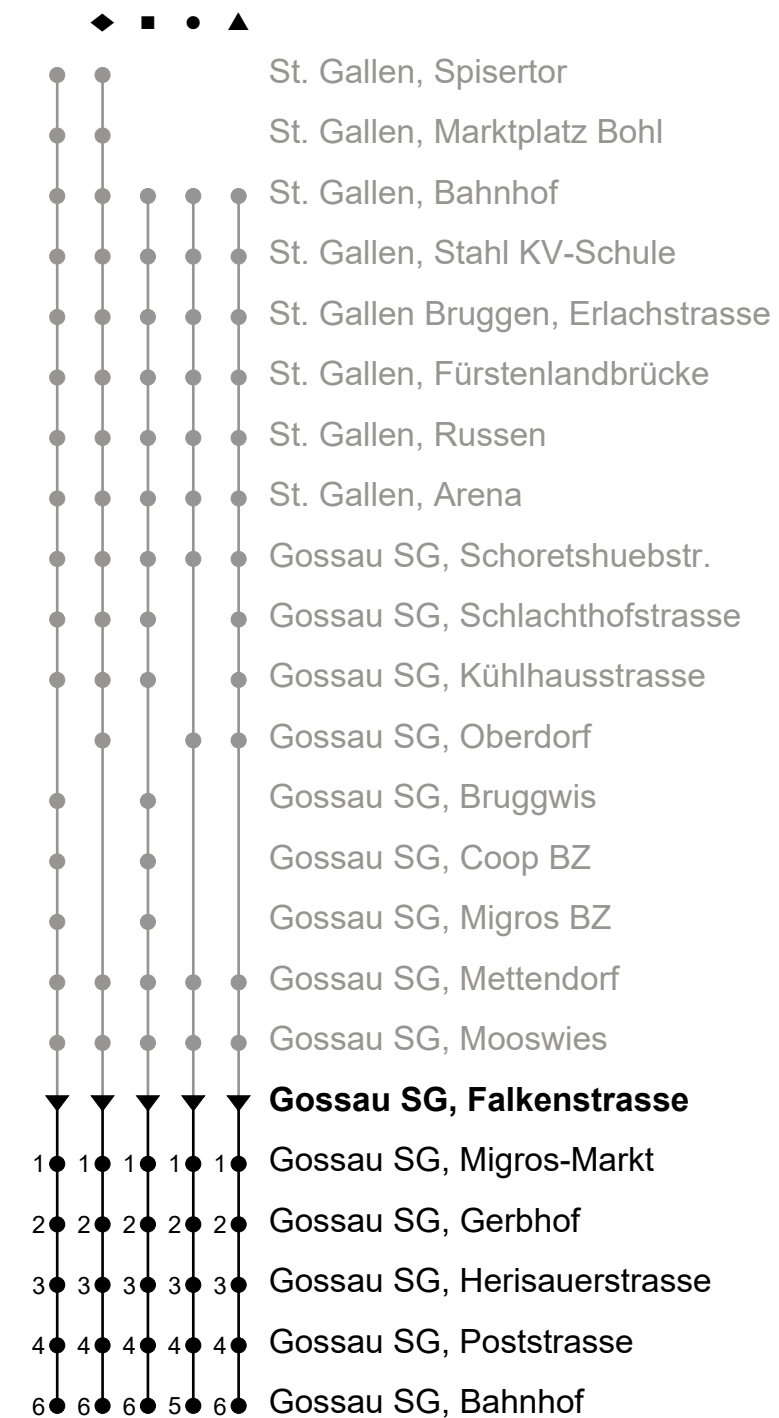 St. Gallen, Spisertor
St. Gallen, Marktplatz Bohl
St. Gallen, Bahnhof
St. Gallen, Stahl KV-Schule
St. Gallen Bruggen, Erlachstrasse
St. Gallen, Fürstenlandbrücke
St. Gallen, Russen
St. Gallen, Arena
Gossau SG, Schoretshuebstr.
Gossau SG, Schlachthofstrasse
Gossau SG, Kühlhausstrasse
Gossau SG, Oberdorf
Gossau SG, Bruggwis
Gossau SG, Coop BZ
Gossau SG, Migros BZ
Gossau SG, Mettendorf
Gossau SG, Mooswies
Gossau SG, Falkenstrasse
1 1 1 1 1 Gossau SG, Migros-Markt
2 2 2 2 2 Gossau SG, Gerbhof
3 3 3 3 3 Gossau SG, Herisauerstrasse
4 4 4 4 4 Gossau SG, Poststrasse
6 6 6 5 6 Gossau SG, Bahnhof